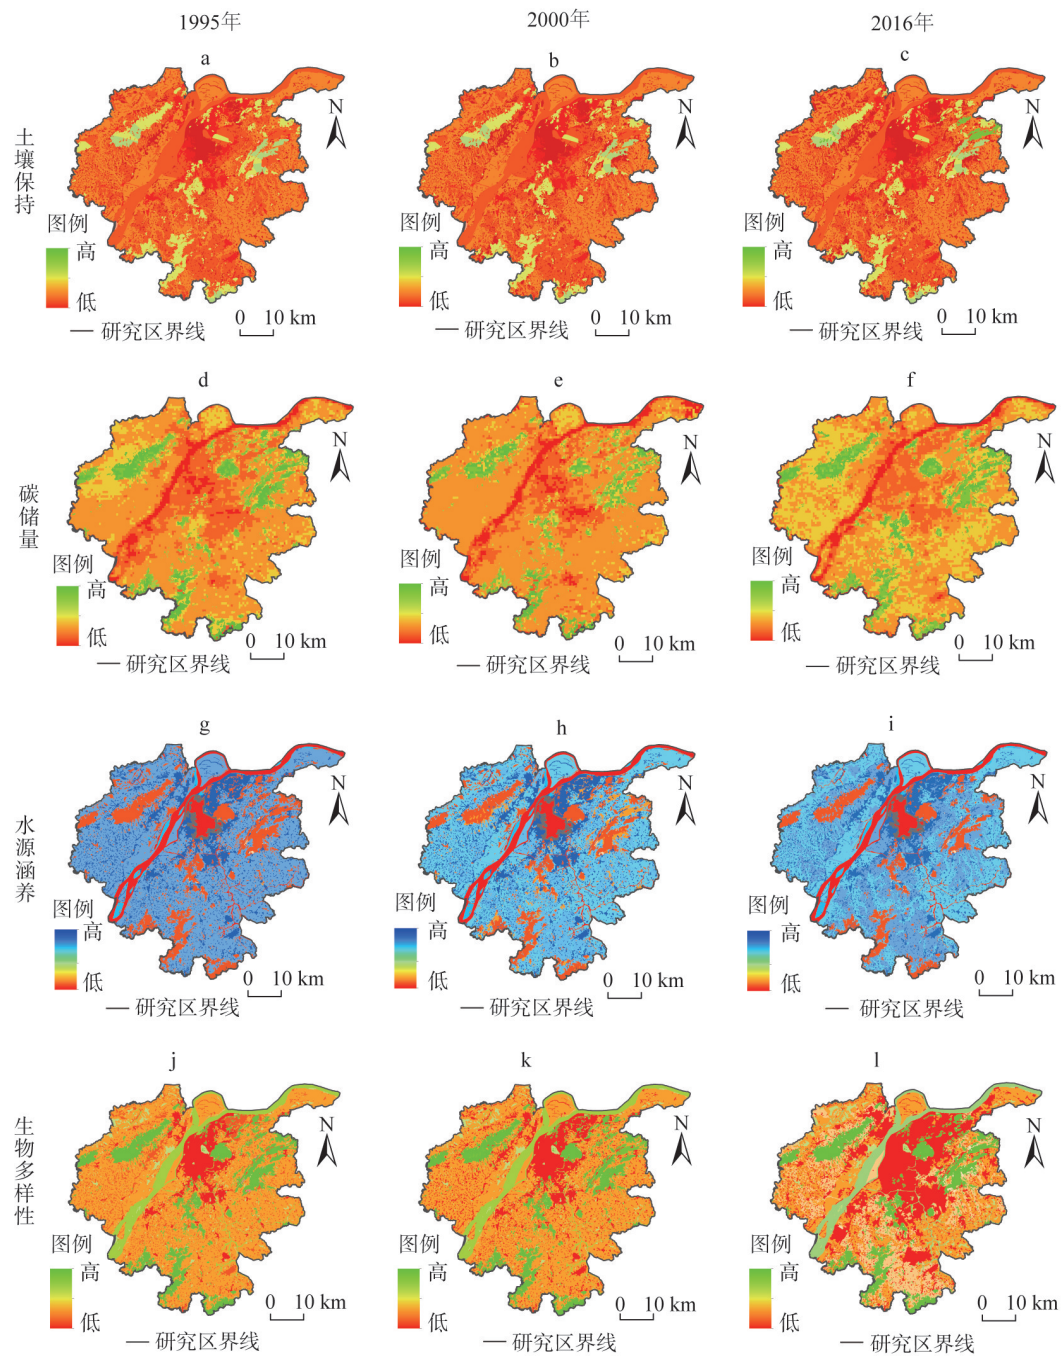 1995年
2000年
2016年
a
b
c
土壤保持
N
N
N
图例
高
低
研究区界线
0 10 km
图例
高
低
研究区界线
0 10 km
图例
高
低
研究区界线
0 10 km
d
e
f
碳储量
N
N
N
图例
高
低
研究区界线
0 10 km
图例
高
低
研究区界线
0 10 km
图例
高
低
研究区界线
0 10 km
g
h
i
水源涵养
N
N
N
图例
高
低
研究区界线
0 10 km
图例
高
低
研究区界线
0 10 km
图例
高
低
研究区界线
0 10 km
j
k
l
生物多样性
N
N
N
图例
高
低
研究区界线
0 10 km
图例
高
低
研究区界线
0 10 km
图例
高
低
研究区界线
0 10 km